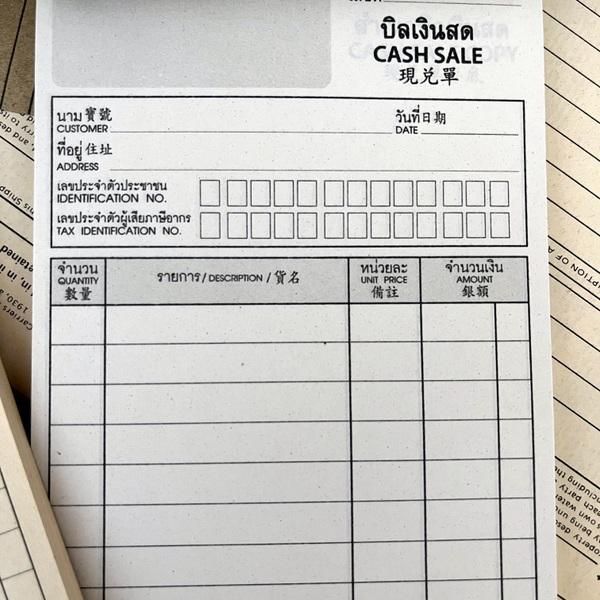 บิลเงินสด
CASH SALE
現兌單
นาม寶號
CUSTOMER
วันที่日期
DATE
ที่อยู่住址
ADDRESS
เลขประจำตัวประชาชน
IDENTIFICATION NO.
เลขประจำตัวผู้เสียภาษีอากร
TAX IDENTIFICATION NO.
จำนวน
QUANTITY
數量
รายการ/DESCRIPTION/貨名
หน่วยละ
UNIT PRICE
備註
จำนวนเงิน
AMOUNT
銀額